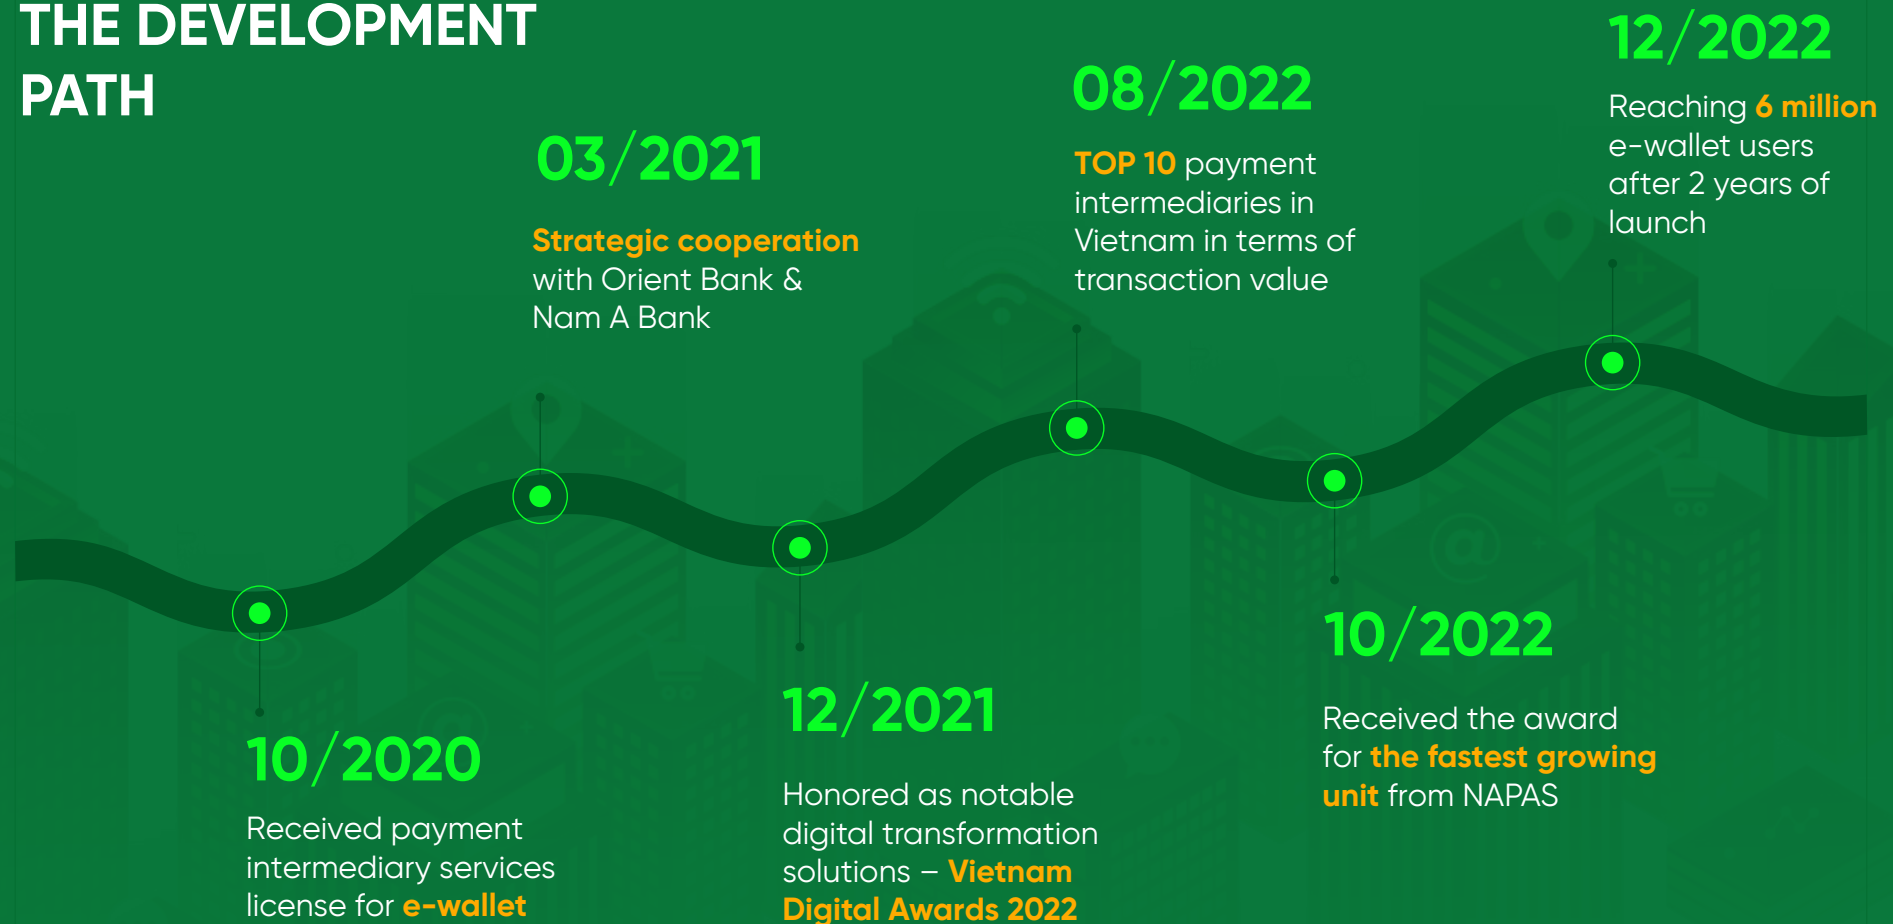 THE DEVELOPMENT
PATH
10/2020
Received payment
intermediary services
license for e-wallet
03/2021
Strategic cooperation
with Orient Bank &
Nam A Bank
12/2021
Honored as notable
digital transformation
solutions – Vietnam
Digital Awards 2022
08/2022
TOP 10 payment
intermediaries in
Vietnam in terms of
transaction value
10/2022
Received the award
for the fastest growing
unit from NAPAS
12/2022
Reaching 6 million
e-wallet users
after 2 years of
launch